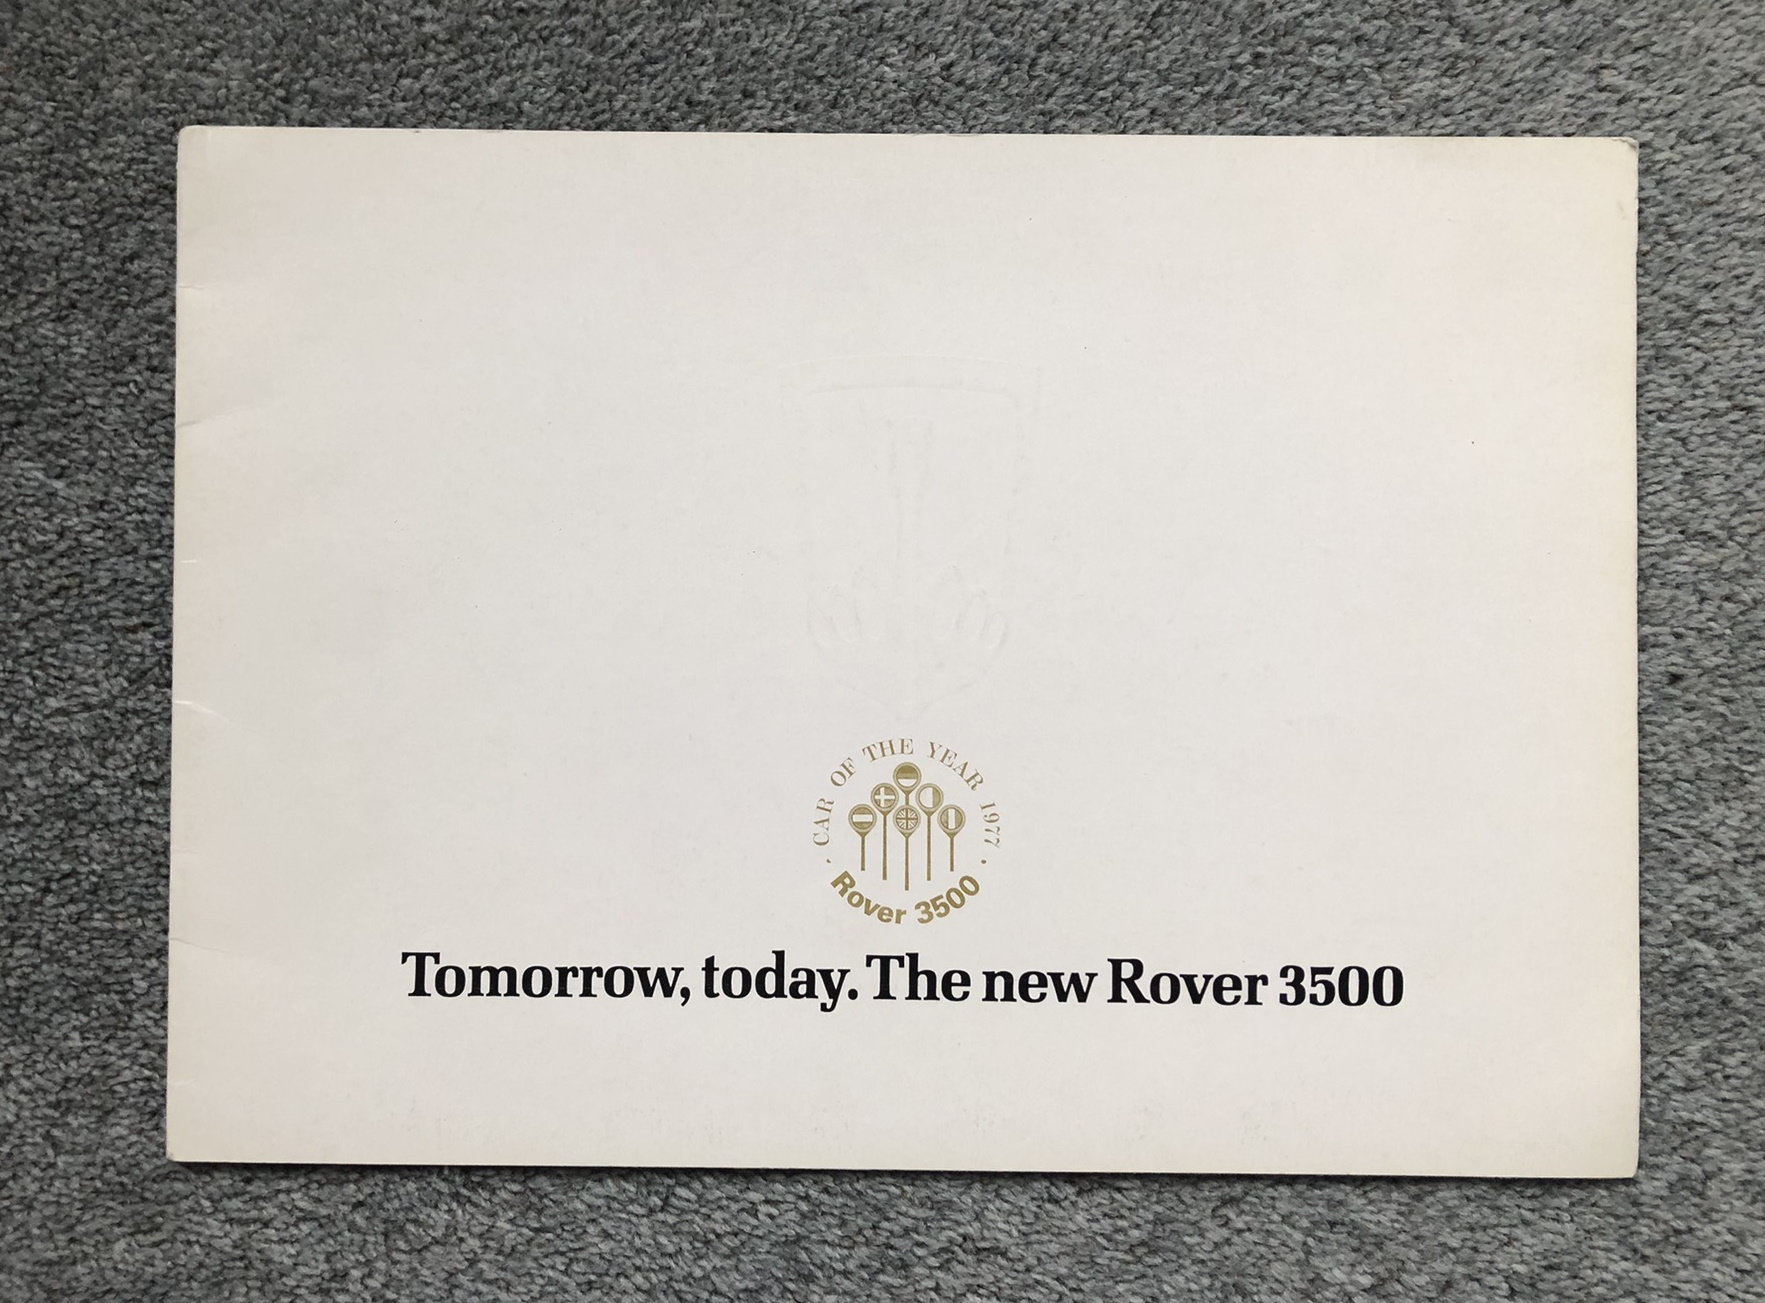 · CAR OF THE YEAR 1977 ·
Rover 3500
Tomorrow, today. The new Rover 3500